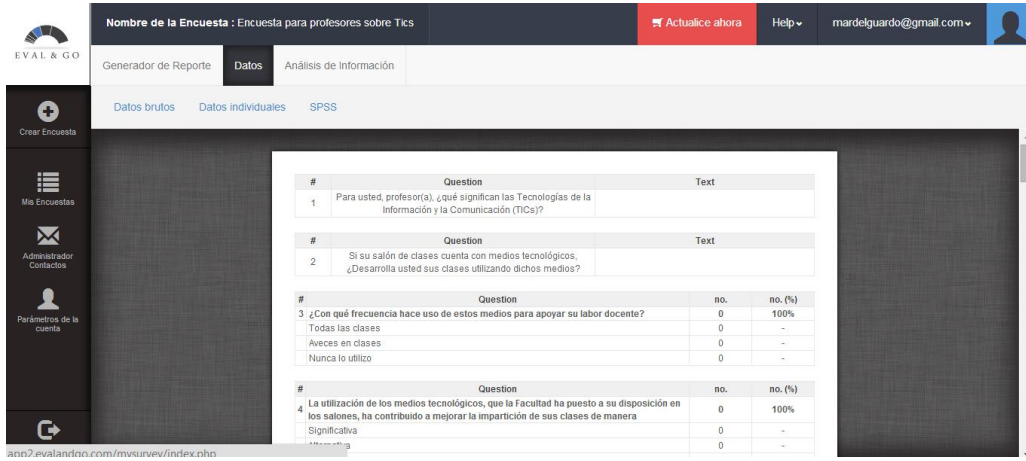 Nombre de la Encuesta : Encuesta para profesores sobre Tics
Actualice ahora
Help
mardelguardo@gmail.com
EVAL & GO
Generador de Reporte
Datos
Análisis de Información
Datos brutos
Datos individuales
SPSS
Crear Encuesta
Mis Encuestas
Administrador
Contactos
Parámetros de la
cuenta
# Question Text
1 Para usted, profesor(a), ¿qué significan las Tecnologías de la
Información y la Comunicación (TICs)?
# Question Text
2 Si su salón de clases cuenta con medios tecnológicos,
¿Desarrolla usted sus clases utilizando dichos medios?
# Question no. no. (%)
3 ¿Con qué frecuencia hace uso de estos medios para apoyar su labor docente? 0 100%
Todas las clases 0 -
Aveces en clases 0 -
Nunca lo utilizo 0 -
# Question no. no. (%)
4 La utilización de los medios tecnológicos, que la Facultad ha puesto a su disposición en
los salones, ha contribuido a mejorar la impartición de sus clases de manera 0 100%
Significativa 0 -
0 -
app2.evalandgo.com/mysurvey/index.php